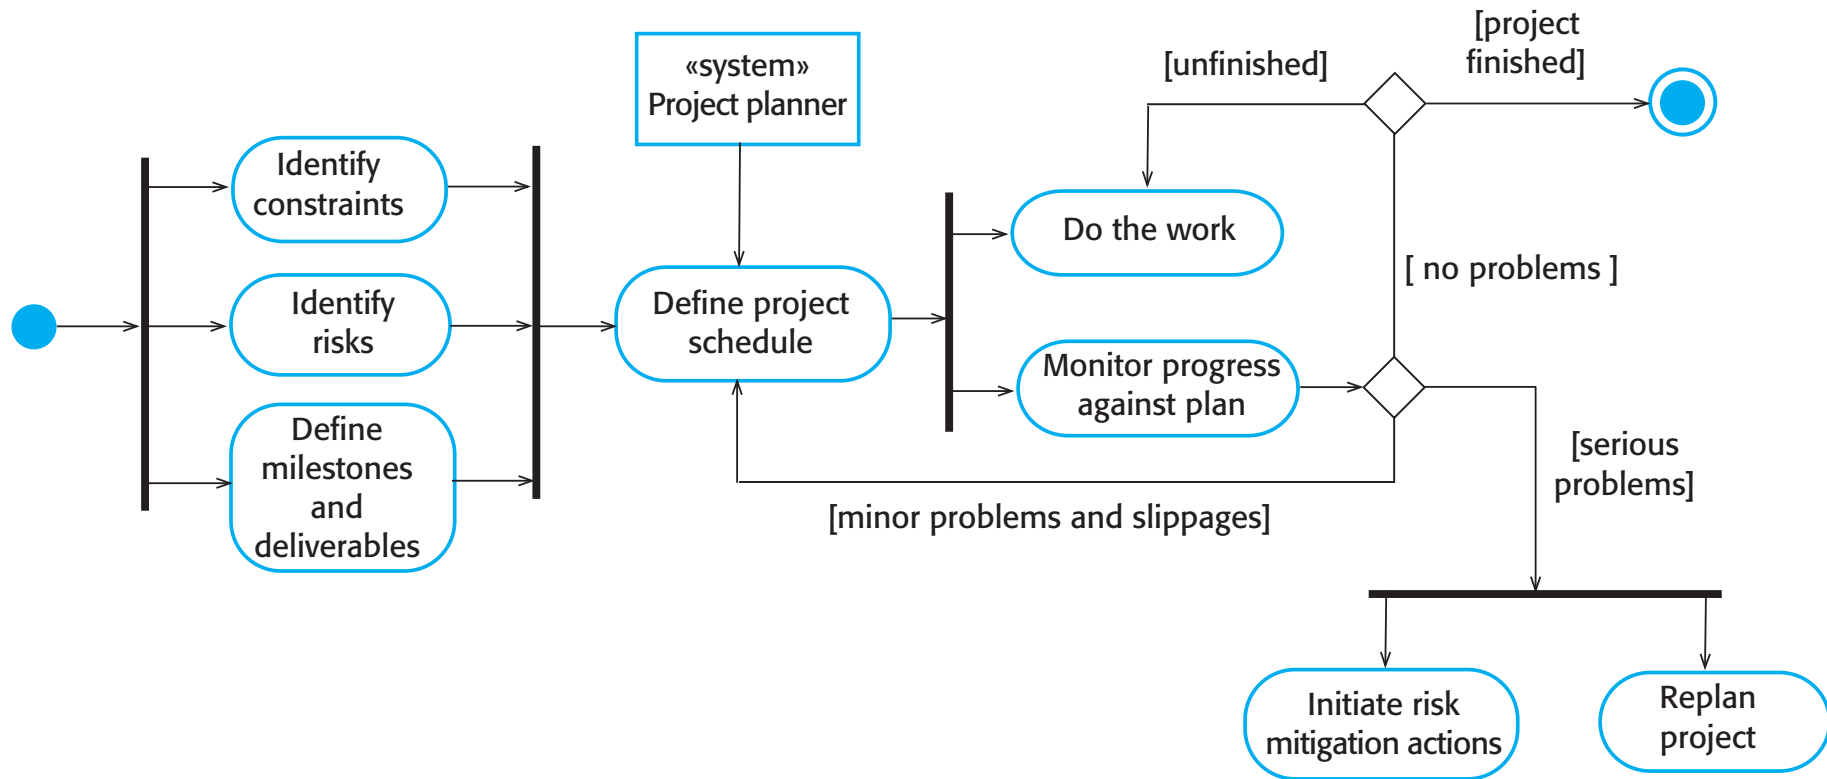 «system»
Project planner
Identify
constraints
Identify
risks
Define
milestones
and
deliverables
Define project
schedule
[unfinished]
[project
finished]
Do the work
[ no problems ]
Monitor progress
against plan
[minor problems and slippages]
[serious
problems]
Initiate risk
mitigation actions
Replan
project